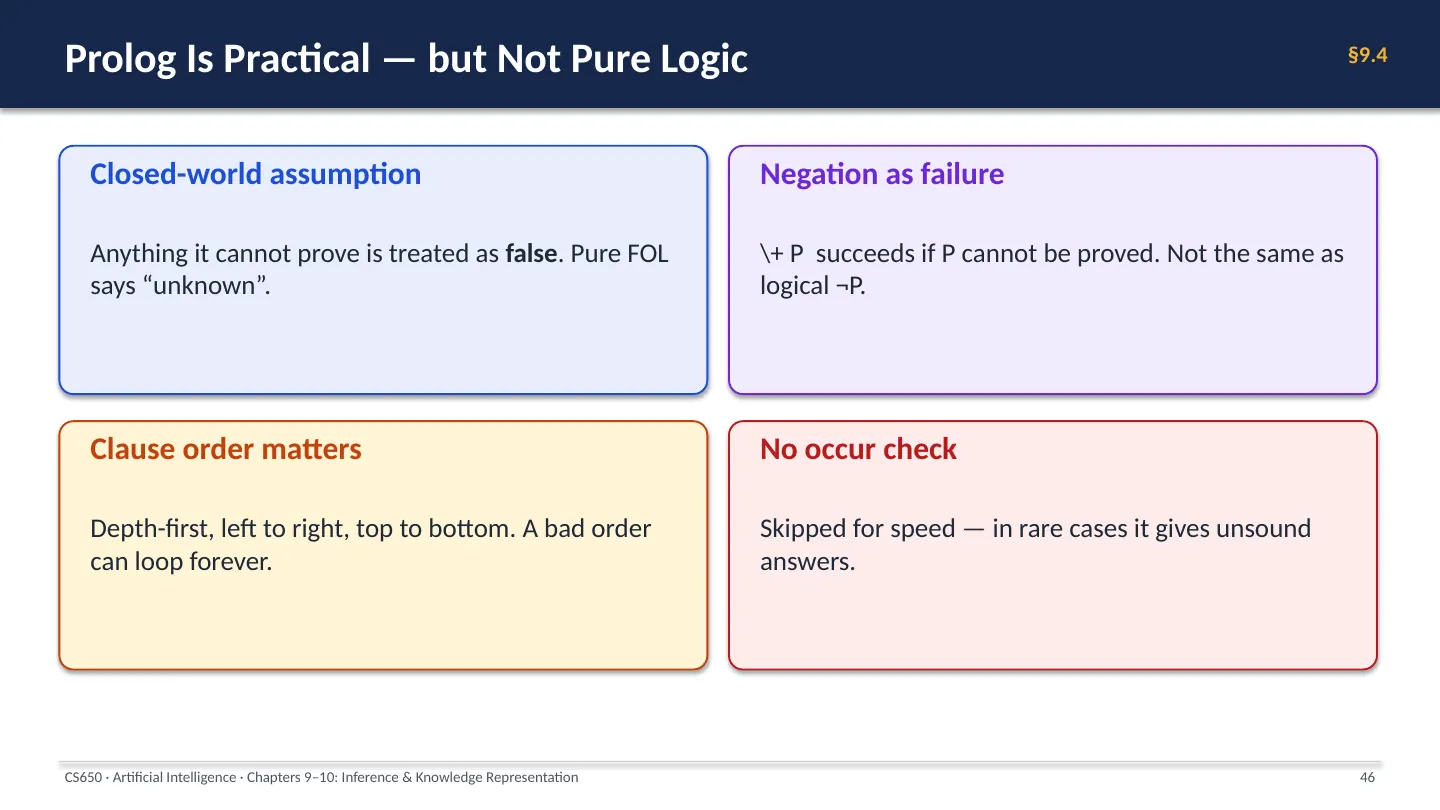 Prolog Is Practical — but Not Pure Logic
§9.4
Closed-world assumption
Anything it cannot prove is treated as false. Pure FOL
says “unknown”.
Negation as failure
\+ P  succeeds if P cannot be proved. Not the same as
logical ¬P.
Clause order matters
Depth-first, left to right, top to bottom. A bad order
can loop forever.
No occur check
Skipped for speed — in rare cases it gives unsound
answers.
CS650 · Artificial Intelligence · Chapters 9–10: Inference & Knowledge Representation
46